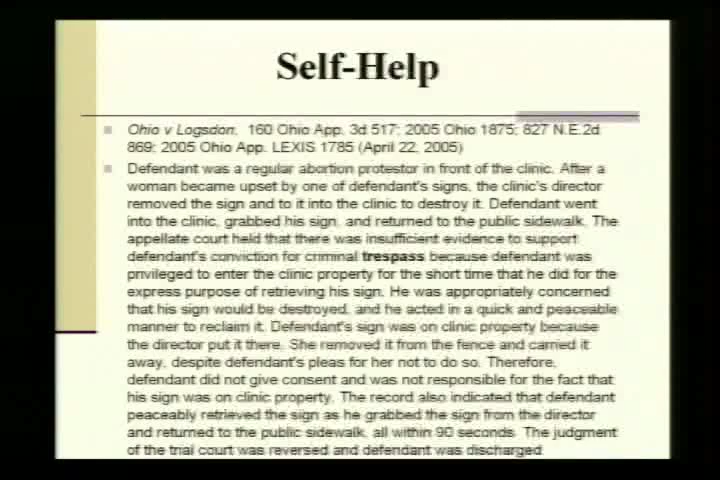 Self-Help
Ohio v Logsdon, 160 Ohio App. 3d 517; 2005 Ohio 1875; 827 N.E.2d
869; 2005 Ohio App. LEXIS 1785 (April 22, 2005)
Defendant was a regular abortion protestor in front of the clinic. After a
woman became upset by one of defendant's signs, the clinic's director
removed the sign and to it into the clinic to destroy it. Defendant went
into the clinic, grabbed his sign, and returned to the public sidewalk. The
appellate court held that there was insufficient evidence to support
defendant's conviction for criminal trespass because defendant was
privileged to enter the clinic property for the short time that he did for the
express purpose of retrieving his sign. He was appropriately concerned
that his sign would be destroyed, and he acted in a quick and peaceable
manner to reclaim it. Defendant's sign was on clinic property because
the director put it there. She removed it from the fence and carried it
away, despite defendant's pleas for her not to do so. Therefore,
defendant did not give consent and was not responsible for the fact that
his sign was on clinic property. The record also indicated that defendant
peaceably retrieved the sign as he grabbed the sign from the director
and returned to the public sidewalk, all within 90 seconds. The judgment
of the trial court was reversed and defendant was discharged